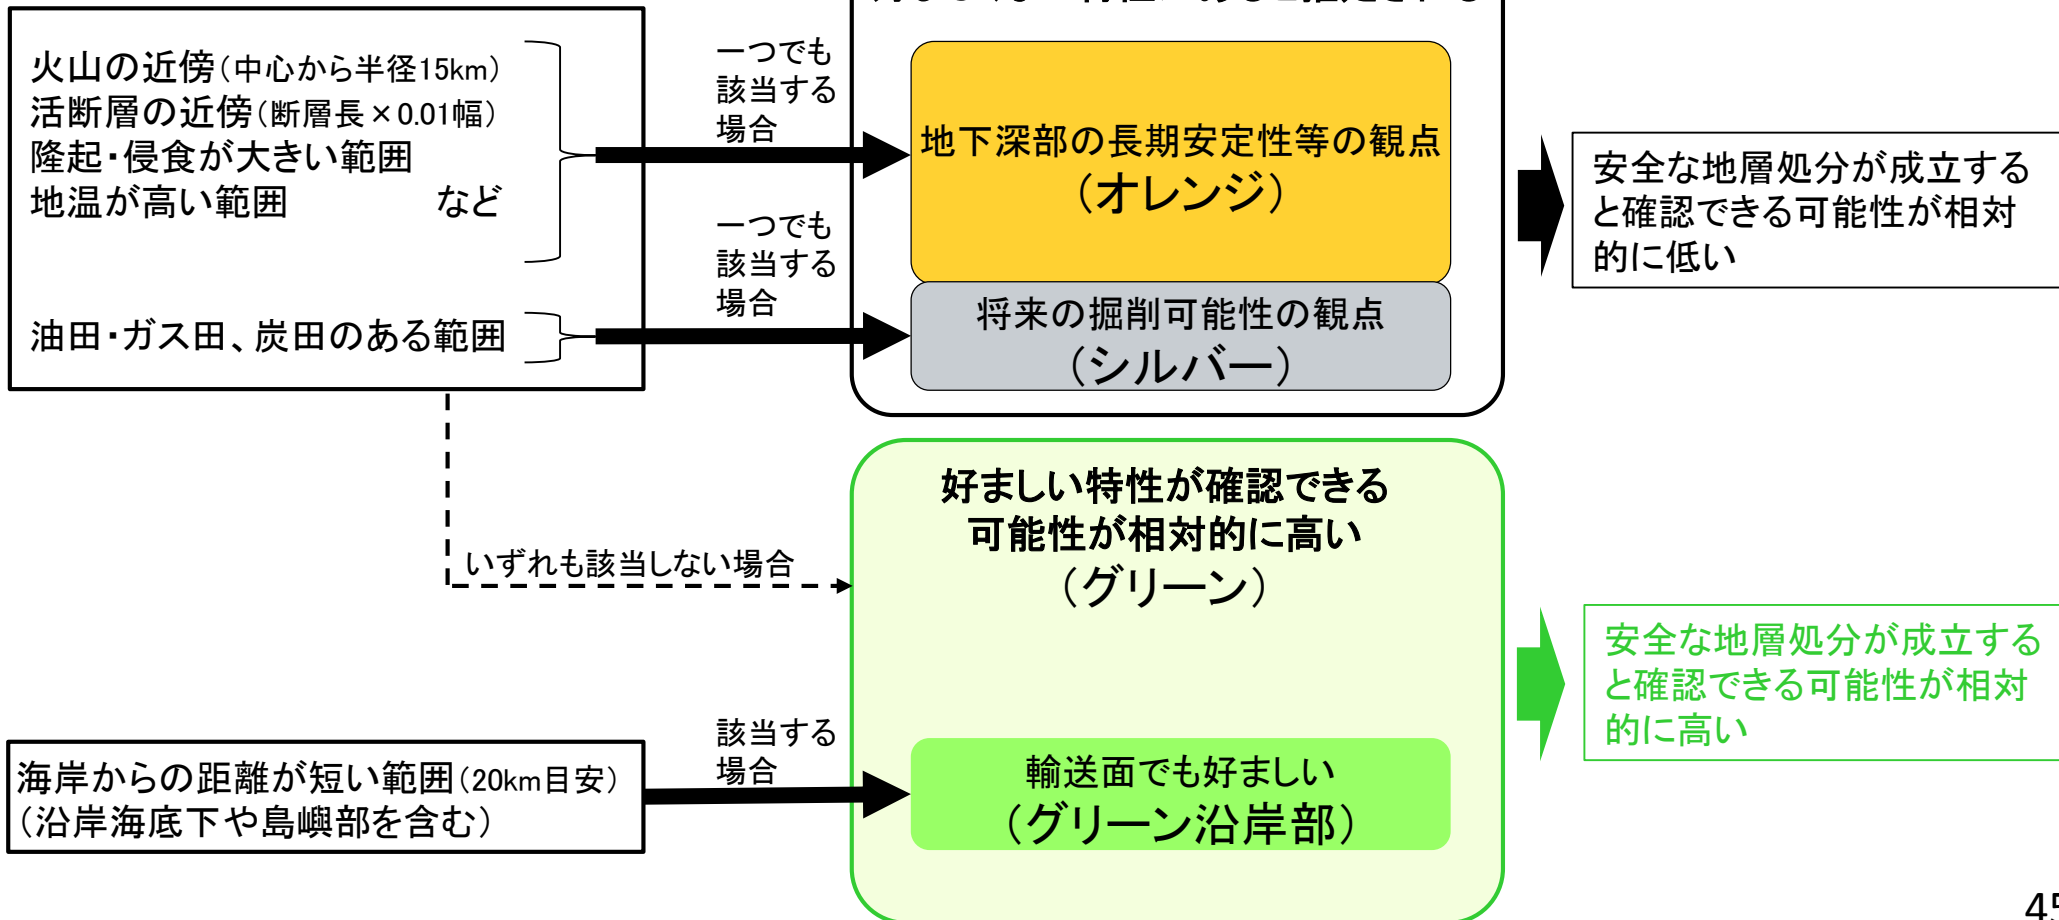 火山の近傍（中心から半径15km）
活断層の近傍（断層長×0.01幅）
隆起・侵食が大きい範囲
地温が高い範囲 など
油田・ガス田、炭田のある範囲
一つでも
該当する
場合
一つでも
該当する
場合
地下深部の長期安定性等の観点
（オレンジ）
将来の掘削可能性の観点
（シルバー）
安全な地層処分が成立する
と確認できる可能性が相対
的に低い
いずれも該当しない場合
好ましい特性が確認できる
可能性が相対的に高い
（グリーン）
安全な地層処分が成立する
と確認できる可能性が相対
的に高い
海岸からの距離が短い範囲（20km目安）
（沿岸海底下や島嶼部を含む）
該当する
場合
輸送面でも好ましい
（グリーン沿岸部）